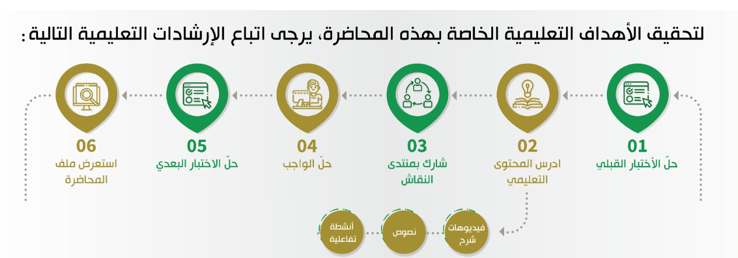 لتحقيق الأهداف التعليمية الخاصة بهذه المحاضرة، يرجى اتباع الإرشادات التعليمية التالية:
01
حلّ الأختبار القبلي
02
ادرس المحتوى
التعليمي
03
شارك بمنتدى
النقاش
04
حلّ الواجب
05
حلّ الاختبار البعدي
06
استعرض ملف
المحاضرة
فيديوهات
شرح
نصوص
أنشطة
تفاعلية